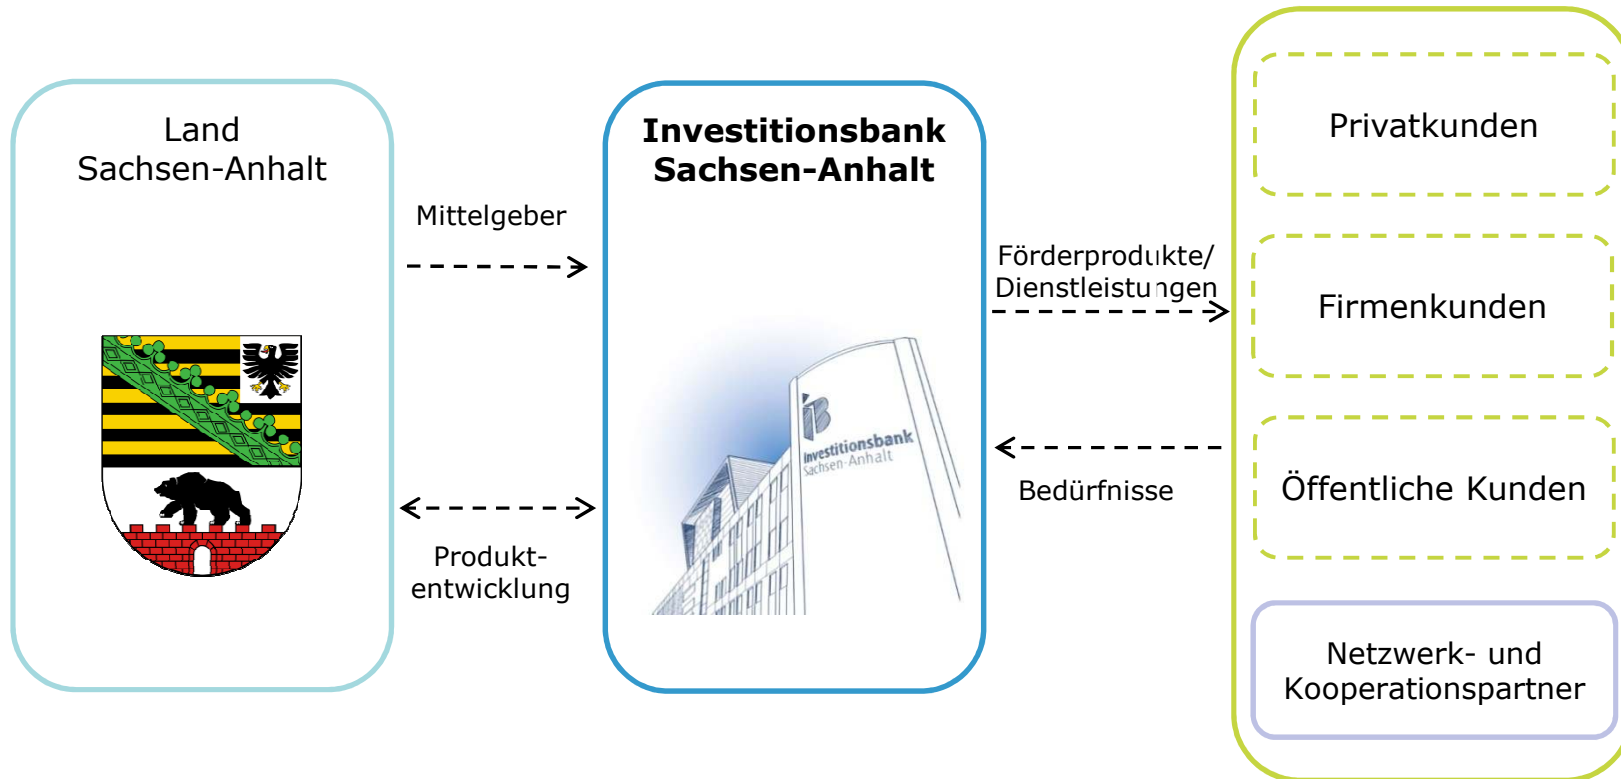 Land
Sachsen-Anhalt
Mittelgeber
Produkt-
entwicklung
Investitionsbank
Sachsen-Anhalt
iB
Investitionsbank
Sachsen-Anhalt
Förderprodukte/
Dienstleistungen
Bedürfnisse
Privatkunden
Firmenkunden
Öffentliche Kunden
Netzwerk- und
Kooperationspartner